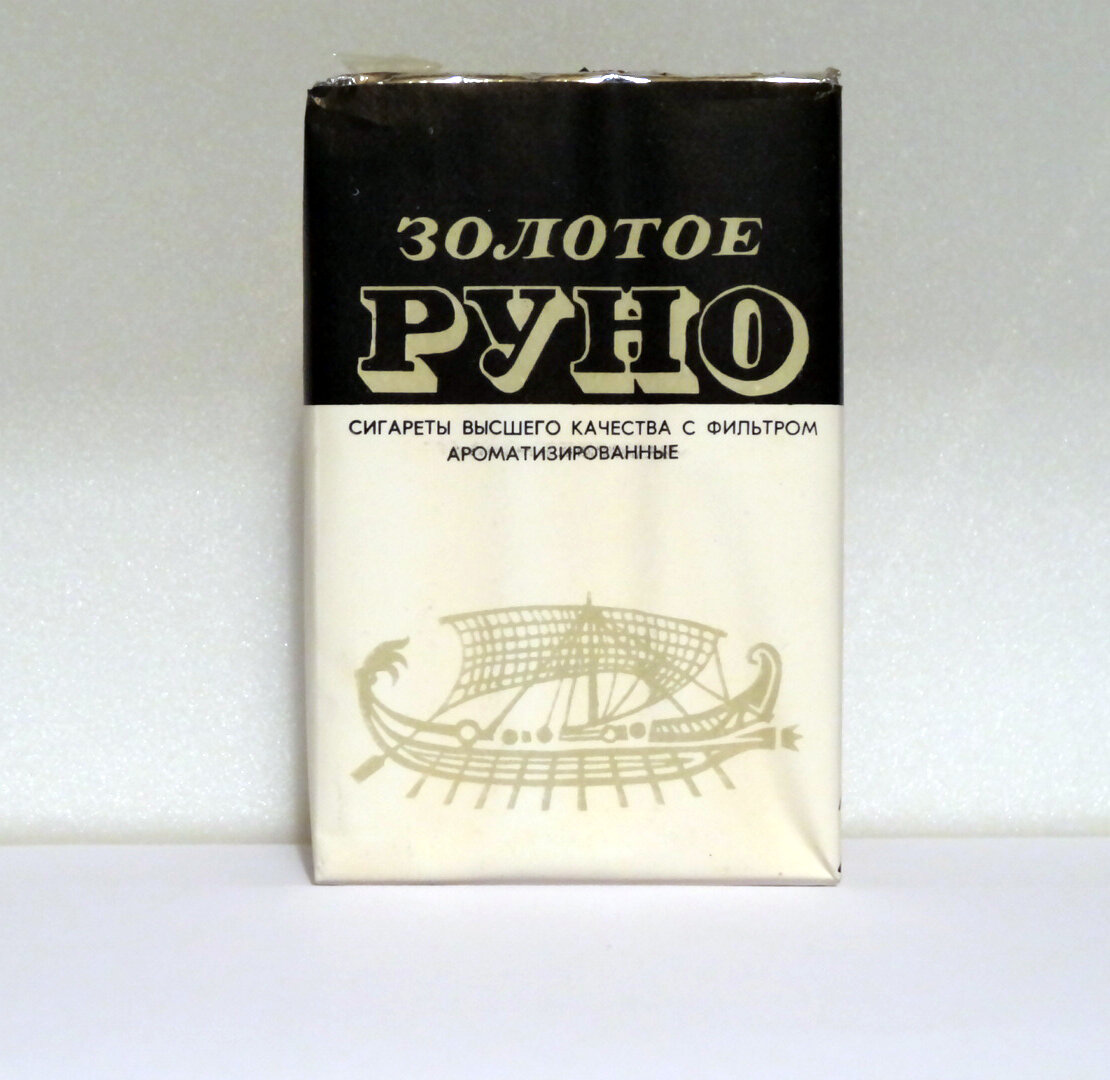 ЗОЛОТОЕ
РУНО
СИГАРЕТЫ ВЫСШЕГО КАЧЕСТВА С ФИЛЬТРОМ
АРОМАТИЗИРОВАННЫЕ